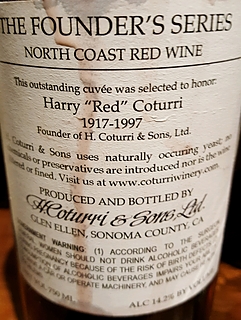 THE FOUNDER'S SERIES
NORTH COAST RED WINE
This outstanding cuvée was selected to honor:
Harry "Red" Coturri
1917-1997
Founder of H. Coturri & Sons, Ltd.
Coturri & Sons uses naturally occuring yeast; no
or preservatives are introduced nor is the wine
or fined. Visit us at www.coturriwinery.com.
PRODUCED AND BOTTLED BY
H. Coturri & Sons Ltd.
GLEN ELLEN, SONOMA COUNTY, CA
WARNING: (1) ACCORDING TO THE SURGEON
WOMEN SHOULD NOT DRINK ALCOHOLIC BEVERAGES
PREGNANCY BECAUSE OF THE RISK OF BIRTH DEFECTS.
OF ALCOHOLIC BEVERAGES IMPAIRS YOUR
OR OPERATE MACHINERY, AND MAY CAUSE
ML ALC 14.2% BY VOL